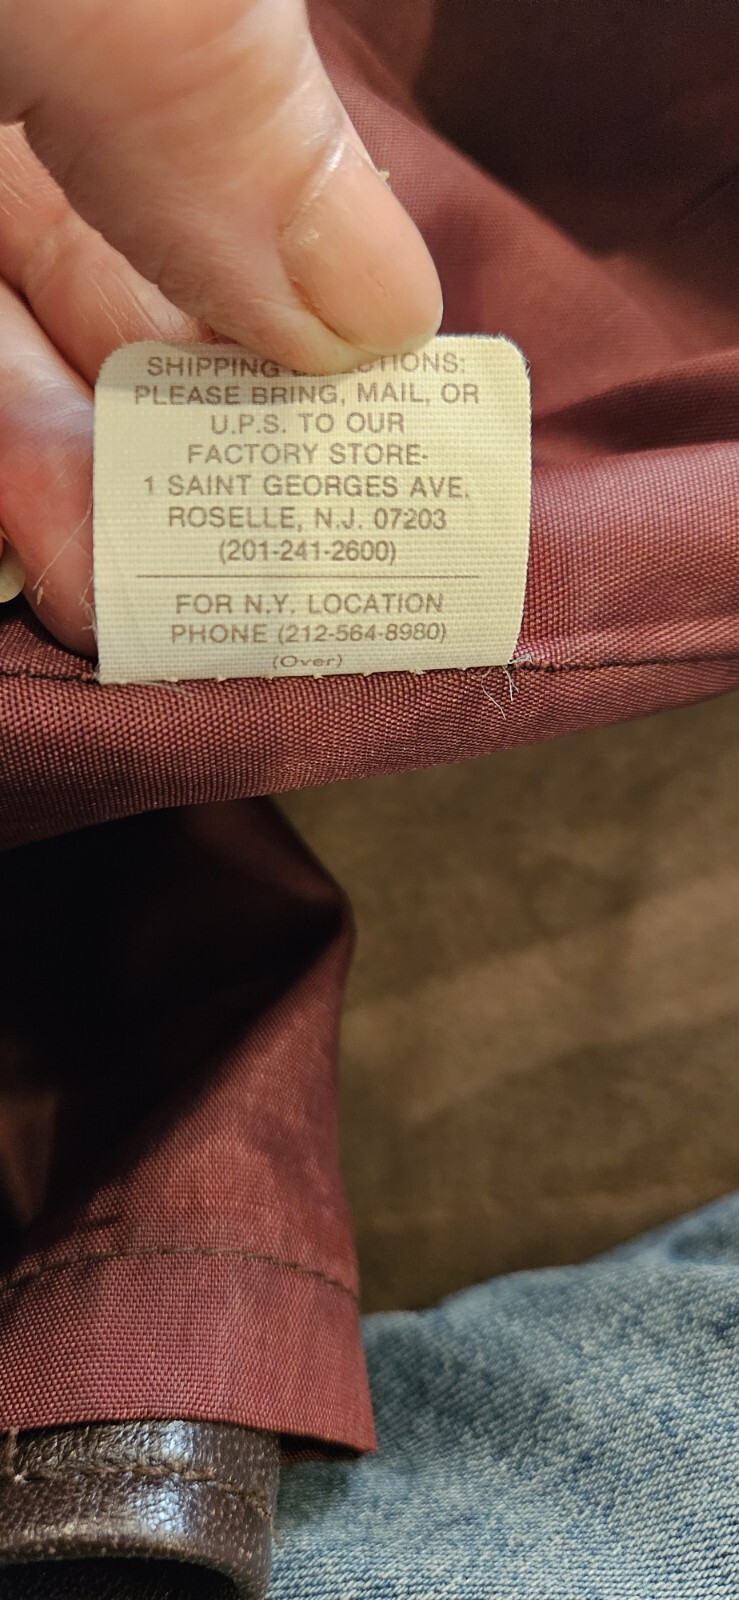 SHIPPING
PLEASE BRING, MAIL, OR
U.P.S. TO OUR
FACTORY STORE-
1 SAINT GEORGES AVE.
ROSELLE, N.J. 07203
(201-241-2600)
FOR N.Y. LOCATION
PHONE (212-564-8980)
(Over)